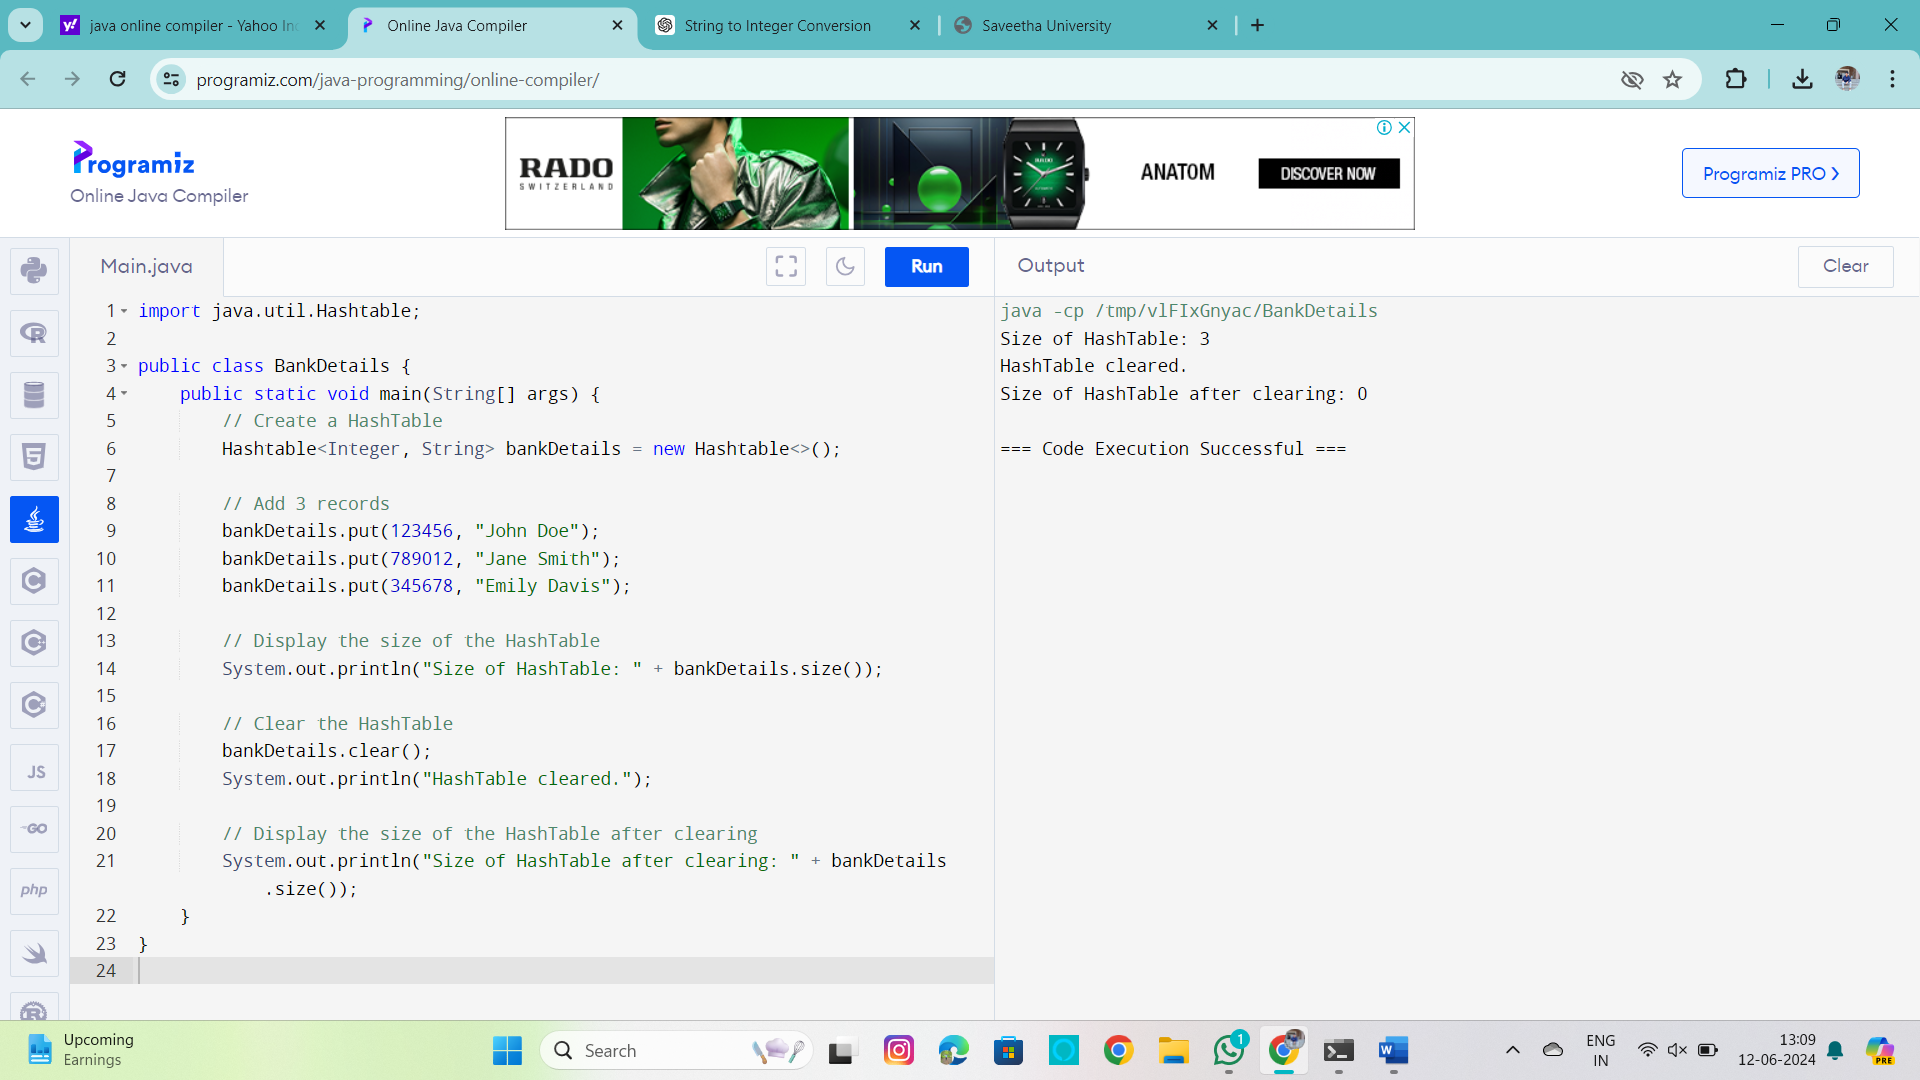 java online compiler - Yahoo In
Online Java Compiler
String to Integer Conversion
Saveetha University
programiz.com/java-programming/online-compiler/
Programiz
Online Java Compiler
RADO
SWITZERLAND
ANATOM
DISCOVER NOW
Programiz PRO
Main.java
Run
Output
Clear
1 import java.util.Hashtable;
2
3 public class BankDetails {
4 public static void main(String[] args) {
5 // Create a HashTable
6 Hashtable<Integer, String> bankDetails = new Hashtable<>();
7
8 // Add 3 records
9 bankDetails.put(123456, "John Doe");
10 bankDetails.put(789012, "Jane Smith");
11 bankDetails.put(345678, "Emily Davis");
12
13 // Display the size of the HashTable
14 System.out.println("Size of HashTable: " + bankDetails.size());
15
16 // Clear the HashTable
17 bankDetails.clear();
18 System.out.println("HashTable cleared.");
19
20 // Display the size of the HashTable after clearing
21 System.out.println("Size of HashTable after clearing: " + bankDetails
.size());
22 }
23 }
24
java -cp /tmp/vlFIxGnyac/BankDetails
Size of HashTable: 3
HashTable cleared.
Size of HashTable after clearing: 0
=== Code Execution Successful ===
JS
GO
php
Upcoming
Earnings
Search
1
ENG
IN
13:09
12-06-2024
PRE